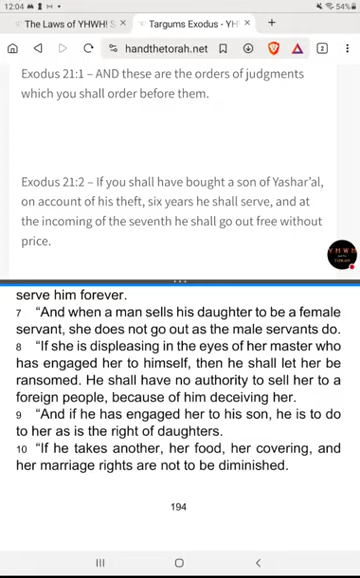 12:04
54%
The Laws of YHWH! S
Targums Exodus - YH
handthetorah.net
2
Exodus 21:1 – AND these are the orders of judgments
which you shall order before them.
Exodus 21:2 – If you shall have bought a son of Yashar’al,
on account of his theft, six years he shall serve, and at
the incoming of the seventh he shall go out free without
price.
YHWH
serve him forever.
7 “And when a man sells his daughter to be a female
servant, she does not go out as the male servants do.
8 “If she is displeasing in the eyes of her master who
has engaged her to himself, then he shall let her be
ransomed. He shall have no authority to sell her to a
foreign people, because of him deceiving her.
9 “And if he has engaged her to his son, he is to do
to her as is the right of daughters.
10 “If he takes another, her food, her covering, and
her marriage rights are not to be diminished.
194